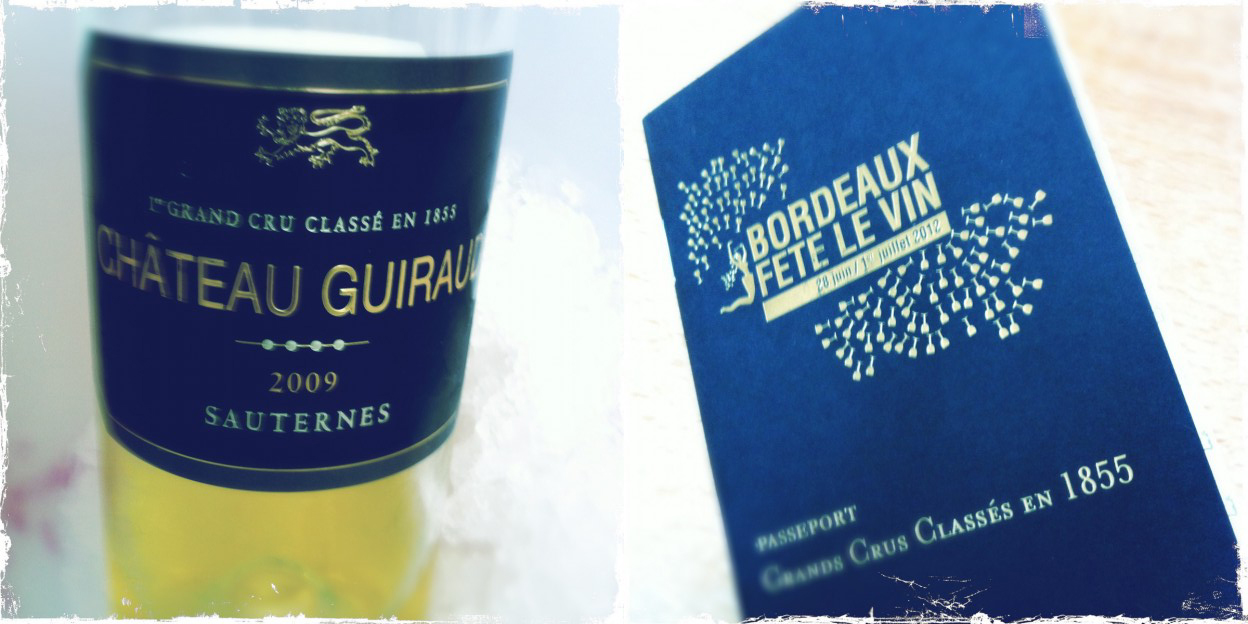 1er GRAND CRU CLASSÉ EN 1855
CHÂTEAU GUIRAUD
2009
SAUTERNES
BORDEAUX
FETE LE VIN
28 juin / 1er juillet 2012
PASSEPORT
GRANDS CRUS CLASSÉS EN 1855